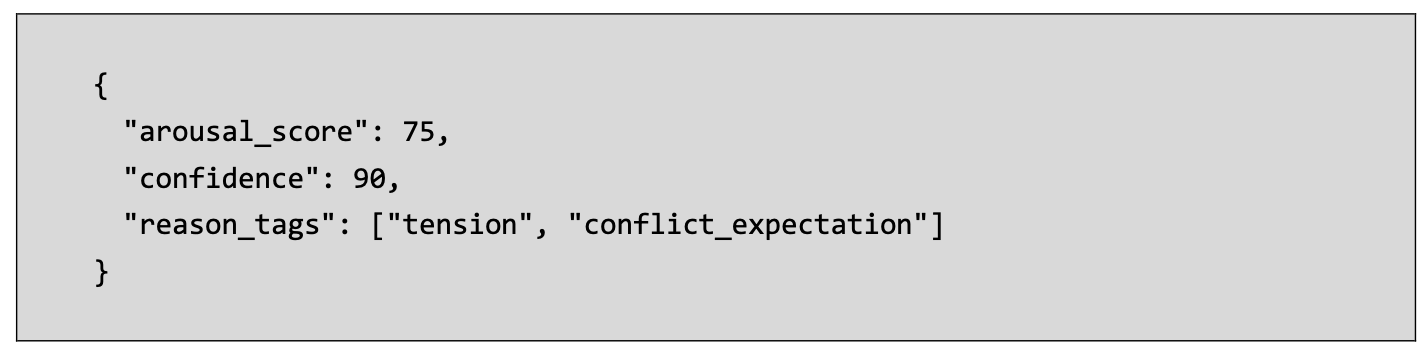 {
"arousal_score": 75,
"confidence": 90,
"reason_tags": ["tension", "conflict_expectation"]
}